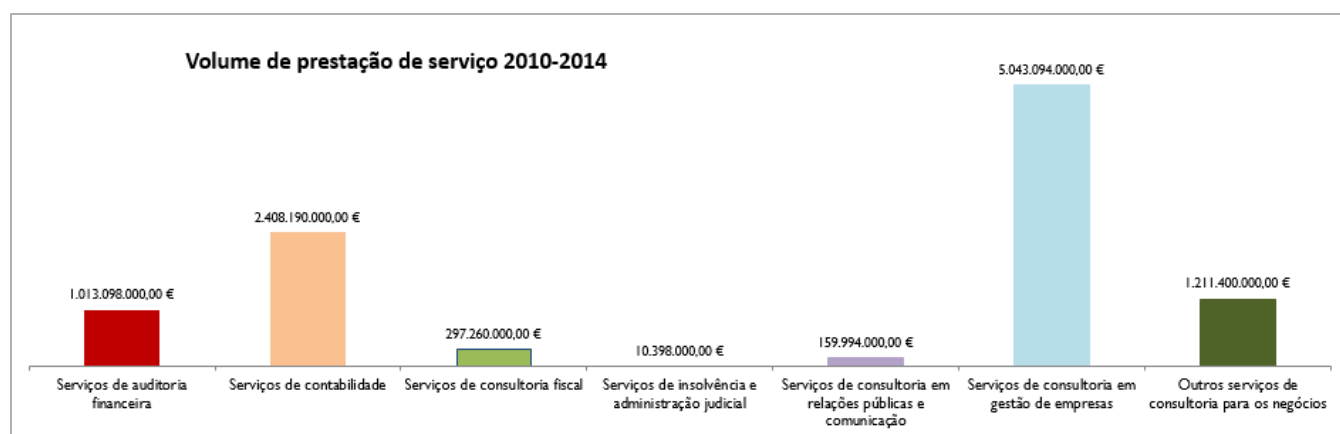 Volume de prestação de serviço 2010-2014
1.013.098.000,00 €
2.408.190.000,00 €
297.260.000,00 €
10.398.000,00 €
159.994.000,00 €
5.043.094.000,00 €
1.211.400.000,00 €
Serviços de auditoria
financeira
Serviços de contabilidade
Serviços de consultoria fiscal
Serviços de insolvência e
administração judicial
Serviços de consultoria em
relações públicas e
comunicação
Serviços de consultoria em
gestão de empresas
Outros serviços de
consultoria para os negócios